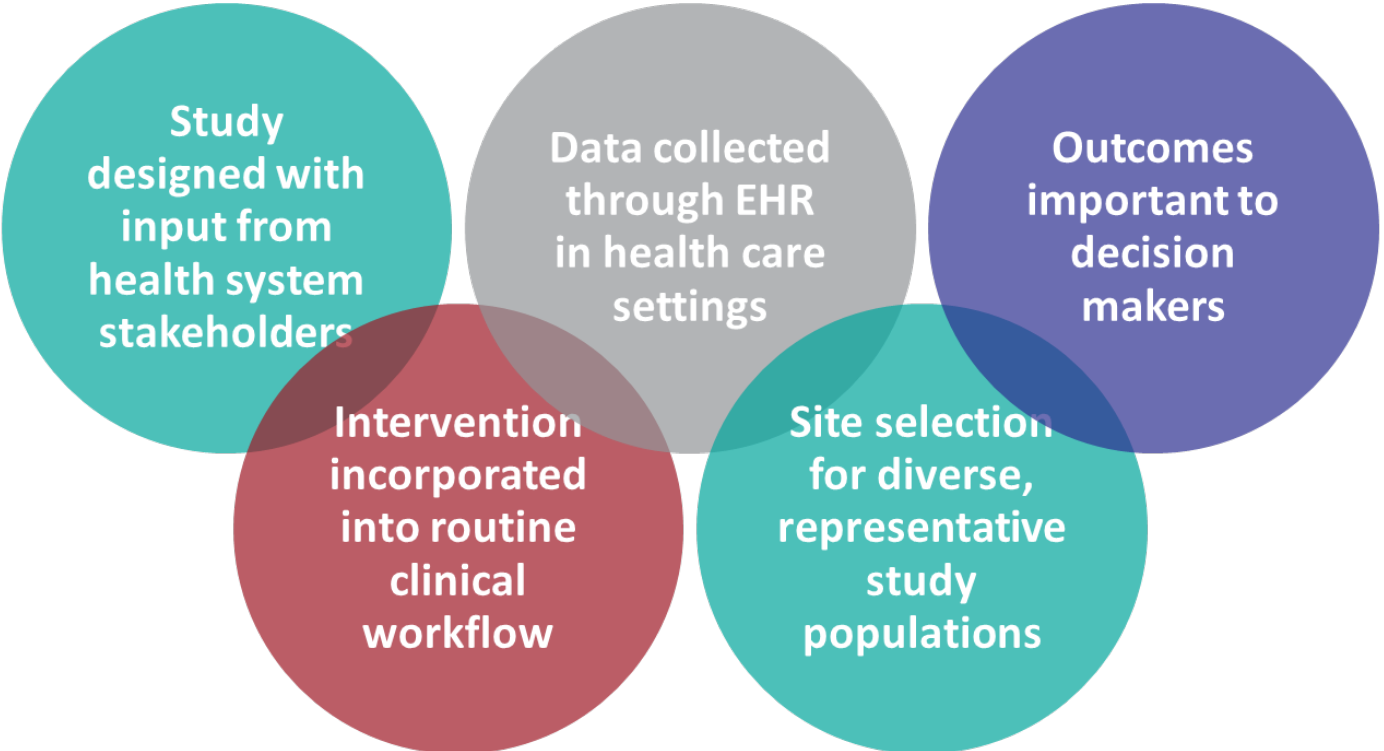 Study
designed with
input from
health system
stakeholders
Data collected
through EHR
in health care
settings
Outcomes
important to
decision
makers
Intervention
incorporated
into routine
clinical
workflow
Site selection
for diverse,
representative
study
populations